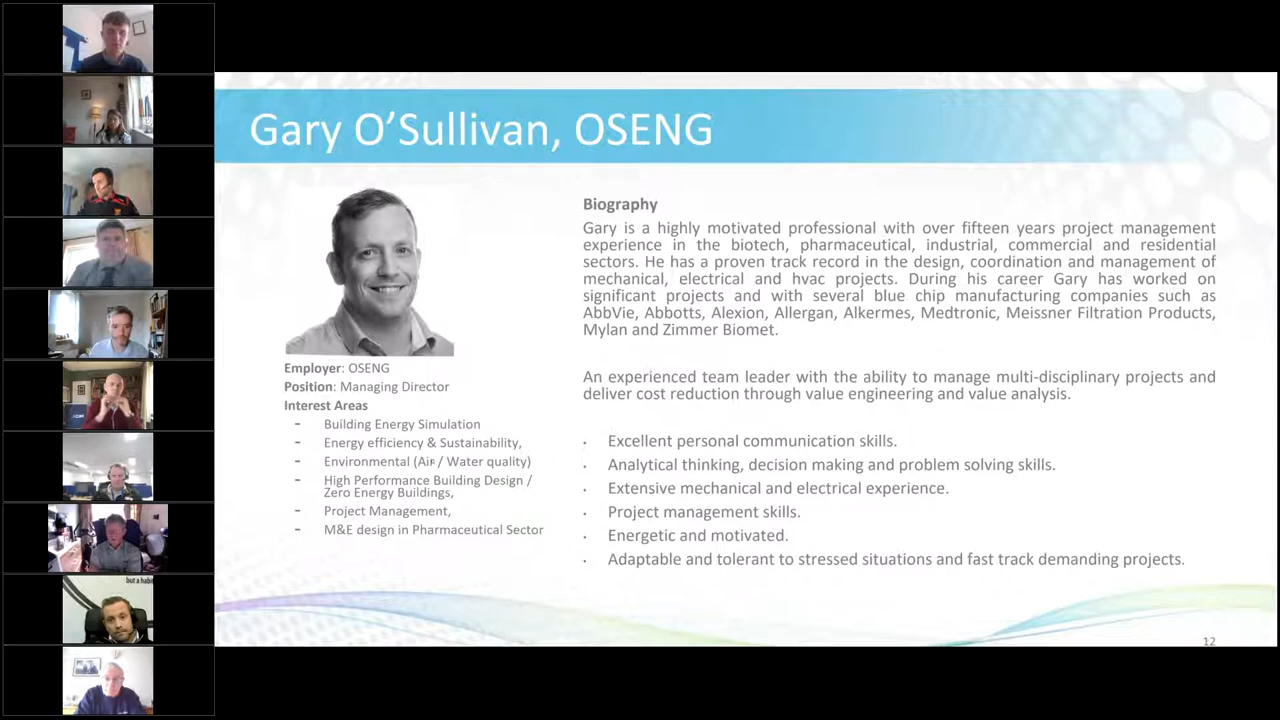 Gary O'Sullivan, OSENG
Employer: OSENG
Position: Managing Director
Interest Areas
- Building Energy Simulation
- Energy efficiency & Sustainability,
- Environmental (Air / Water quality)
- High Performance Building Design /
Zero Energy Buildings,
- Project Management,
- M&E design in Pharmaceutical Sector
Biography
Gary is a highly motivated professional with over fifteen years project management
experience in the biotech, pharmaceutical, industrial, commercial and residential
sectors. He has a proven track record in the design, coordination and management of
mechanical, electrical and hvac projects. During his career Gary has worked on
significant projects and with several blue chip manufacturing companies such as
AbbVie, Abbotts, Alexion, Allergan, Alkermes, Medtronic, Meissner Filtration Products,
Mylan and Zimmer Biomet.
An experienced team leader with the ability to manage multi-disciplinary projects and
deliver cost reduction through value engineering and value analysis.
• Excellent personal communication skills.
• Analytical thinking, decision making and problem solving skills.
• Extensive mechanical and electrical experience.
• Project management skills.
• Energetic and motivated.
• Adaptable and tolerant to stressed situations and fast track demanding projects.
12
but a habi